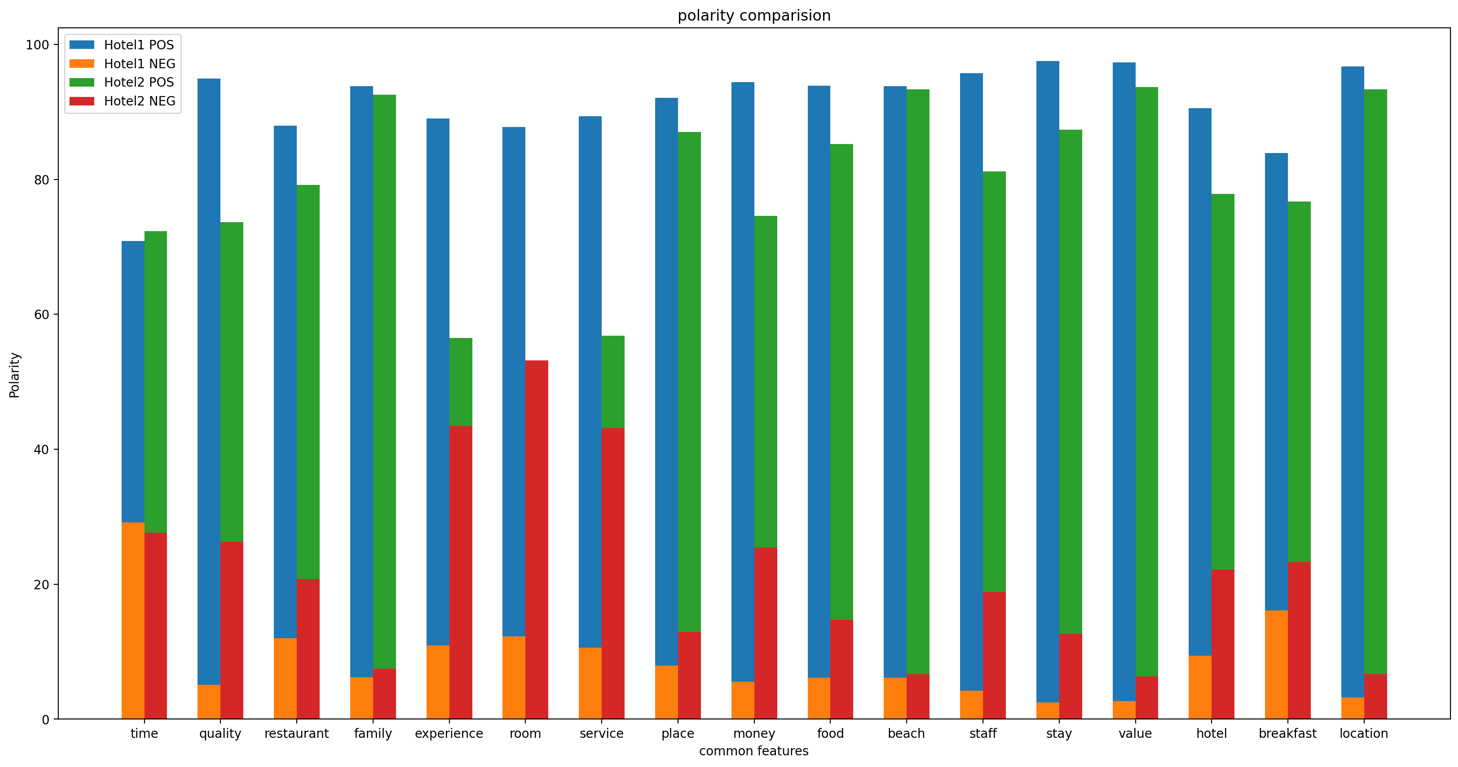 polarity comparision
Hotel1 POS
Hotel1 NEG
Hotel2 POS
Hotel2 NEG
Polarity
100
80
60
40
20
0
time quality restaurant family experience room service place money food beach staff stay value hotel breakfast location
common features